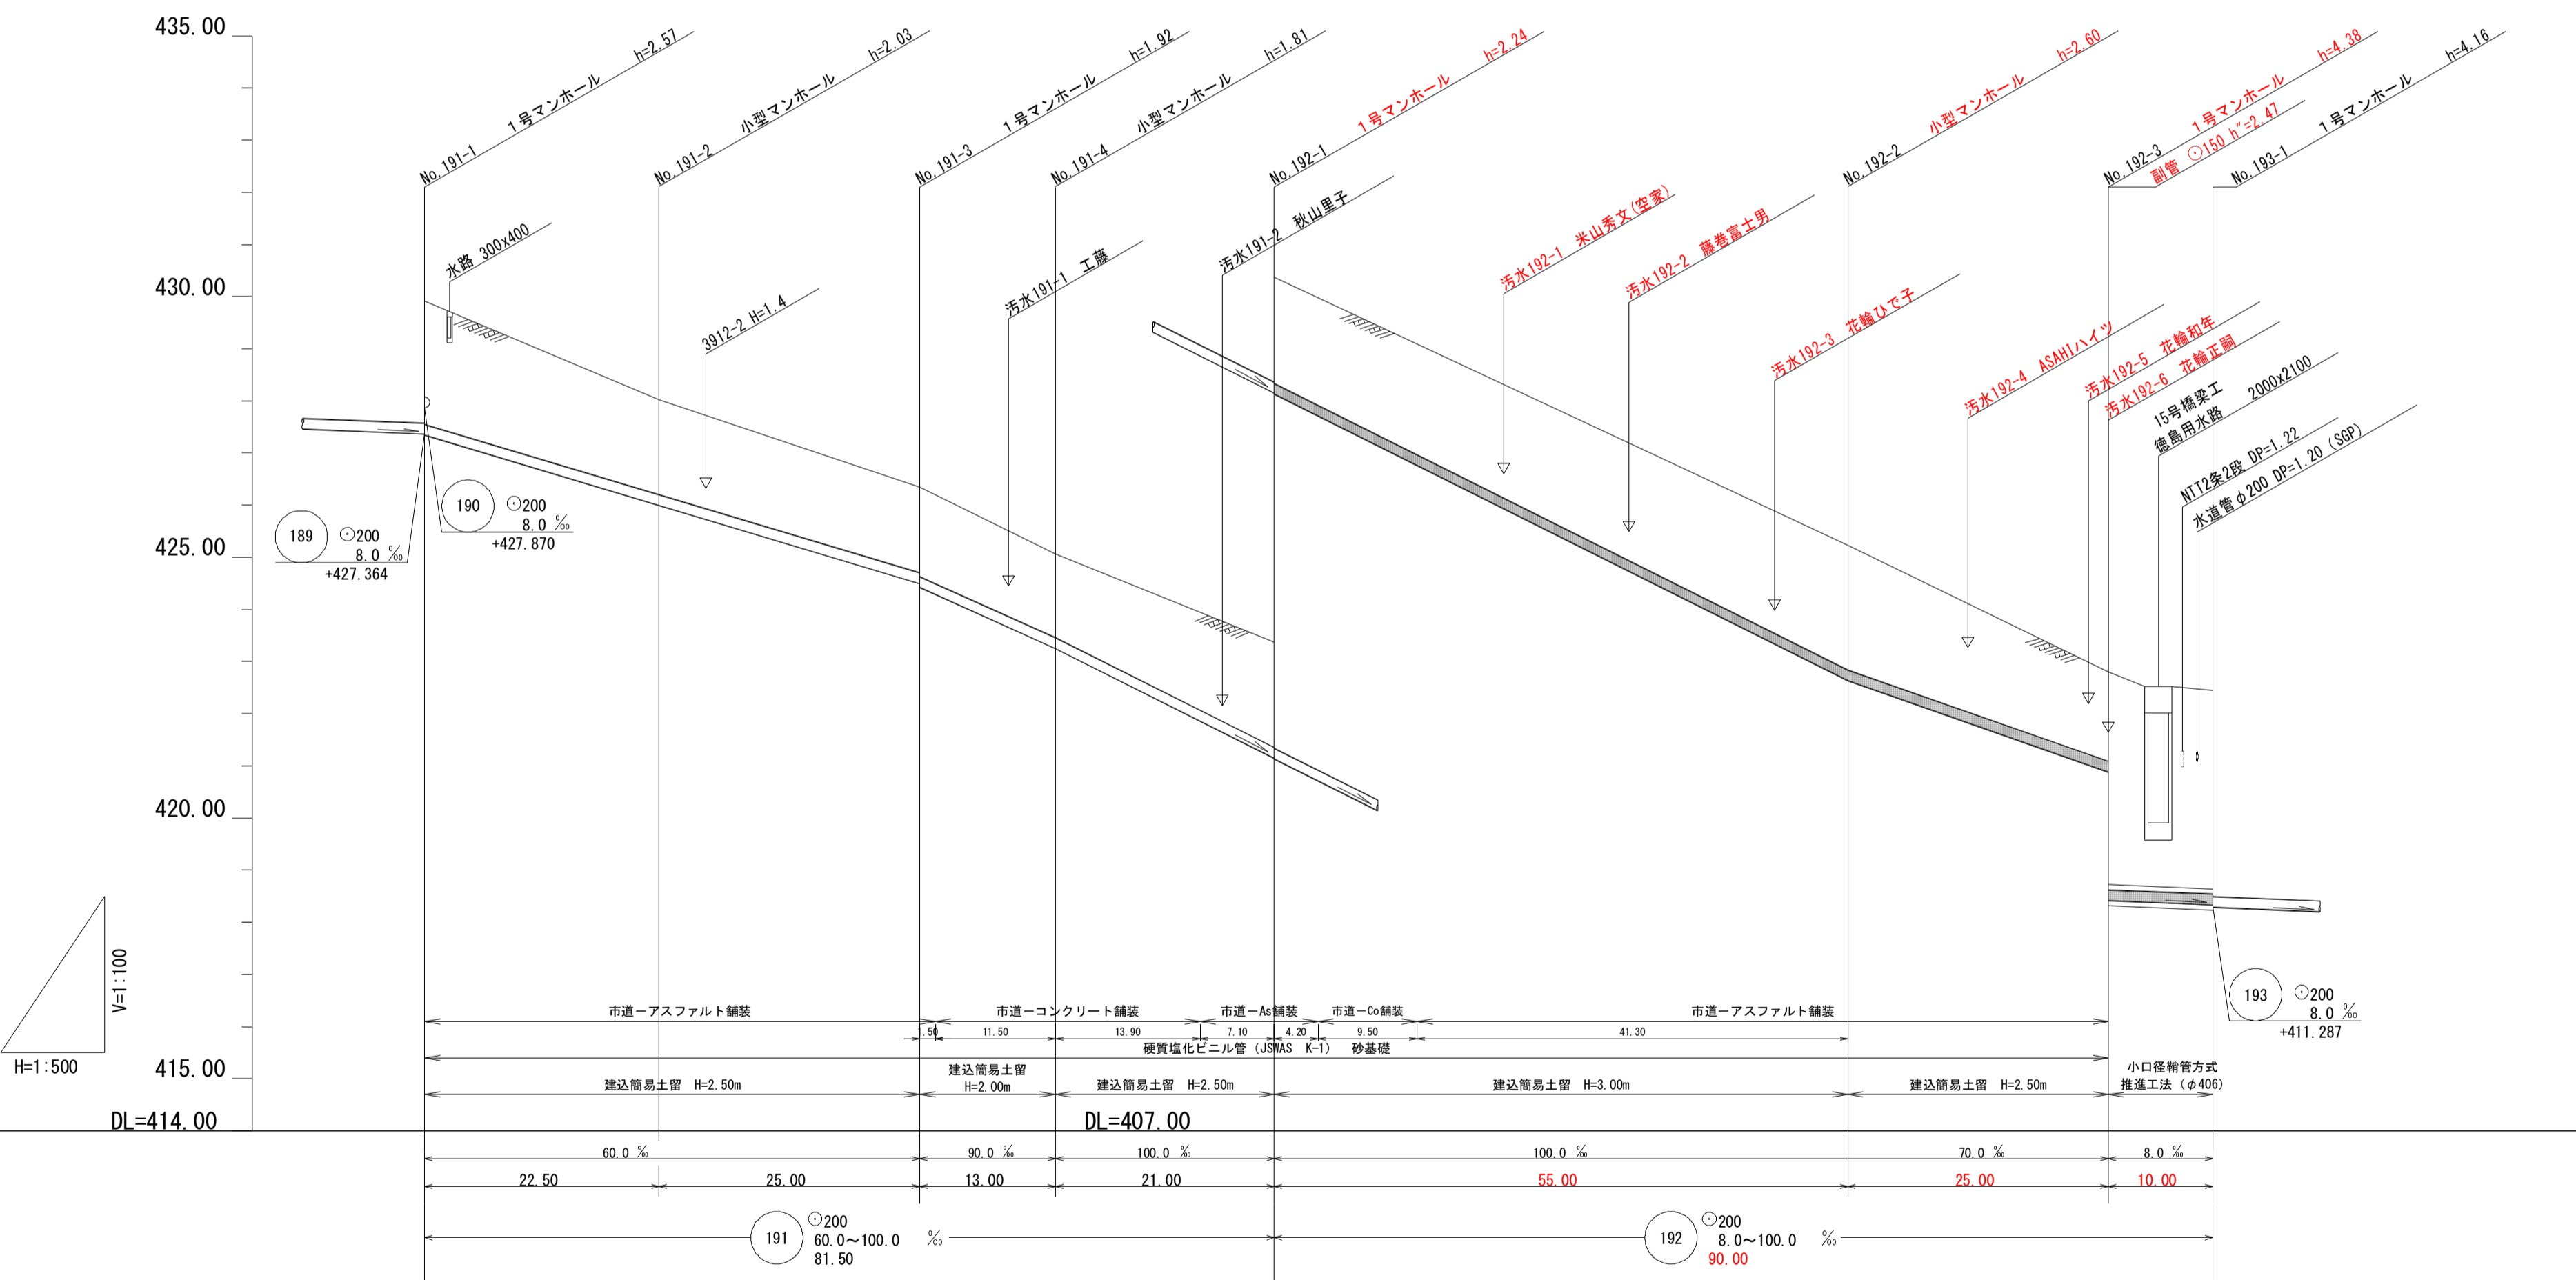 435.00
430.00
425.00
420.00
415.00
DL=414.00
DL=407.00
V=1:100
H=1:500
No.191-1 1号マンホール h=2.57
No.191-2 小型マンホール h=2.03
No.191-3 1号マンホール h=1.92
No.191-4 小型マンホール h=1.81
No.192-1 1号マンホール h=2.24
No.192-2 小型マンホール h=2.60
No.192-3 1号マンホール h=4.38
副管 ⊙150 h"=2.47
No.193-1 1号マンホール h=4.16
水路 300x400
3912-2 H=1.4
汚水191-1 工藤
汚水191-2 秋山里子
汚水192-1 米山秀文(空家)
汚水192-2 藤巻富士男
汚水192-3 花輪ひで子
汚水192-4 ASAHIハイツ
汚水192-5 花輪和年
汚水192-6 花輪正嗣
15号橋梁工
徳島用水路 2000x2100
NTT2条2段 DP=1.22
水道管φ200 DP=1.20 (SGP)
189 ⊙200
8.0 ‰
+427.364
190 ⊙200
8.0 ‰
+427.870
193 ⊙200
8.0 ‰
+411.287
市道－アスファルト舗装 市道－コンクリート舗装 市道－As舗装 市道－Co舗装 市道－アスファルト舗装
1.50 11.50 13.90 7.10 4.20 9.50 41.30
硬質塩化ビニル管（JSWAS K-1） 砂基礎
建込簡易土留 H=2.50m
建込簡易土留
H=2.00m
建込簡易土留 H=2.50m
建込簡易土留 H=3.00m
建込簡易土留 H=2.50m
小口径鞘管方式
推進工法（φ406）
60.0 ‰ 90.0 ‰ 100.0 ‰ 100.0 ‰ 70.0 ‰ 8.0 ‰
22.50 25.00 13.00 21.00 55.00 25.00 10.00
191 ⊙200
60.0～100.0 ‰
81.50
192 ⊙200
8.0～100.0 ‰
90.00